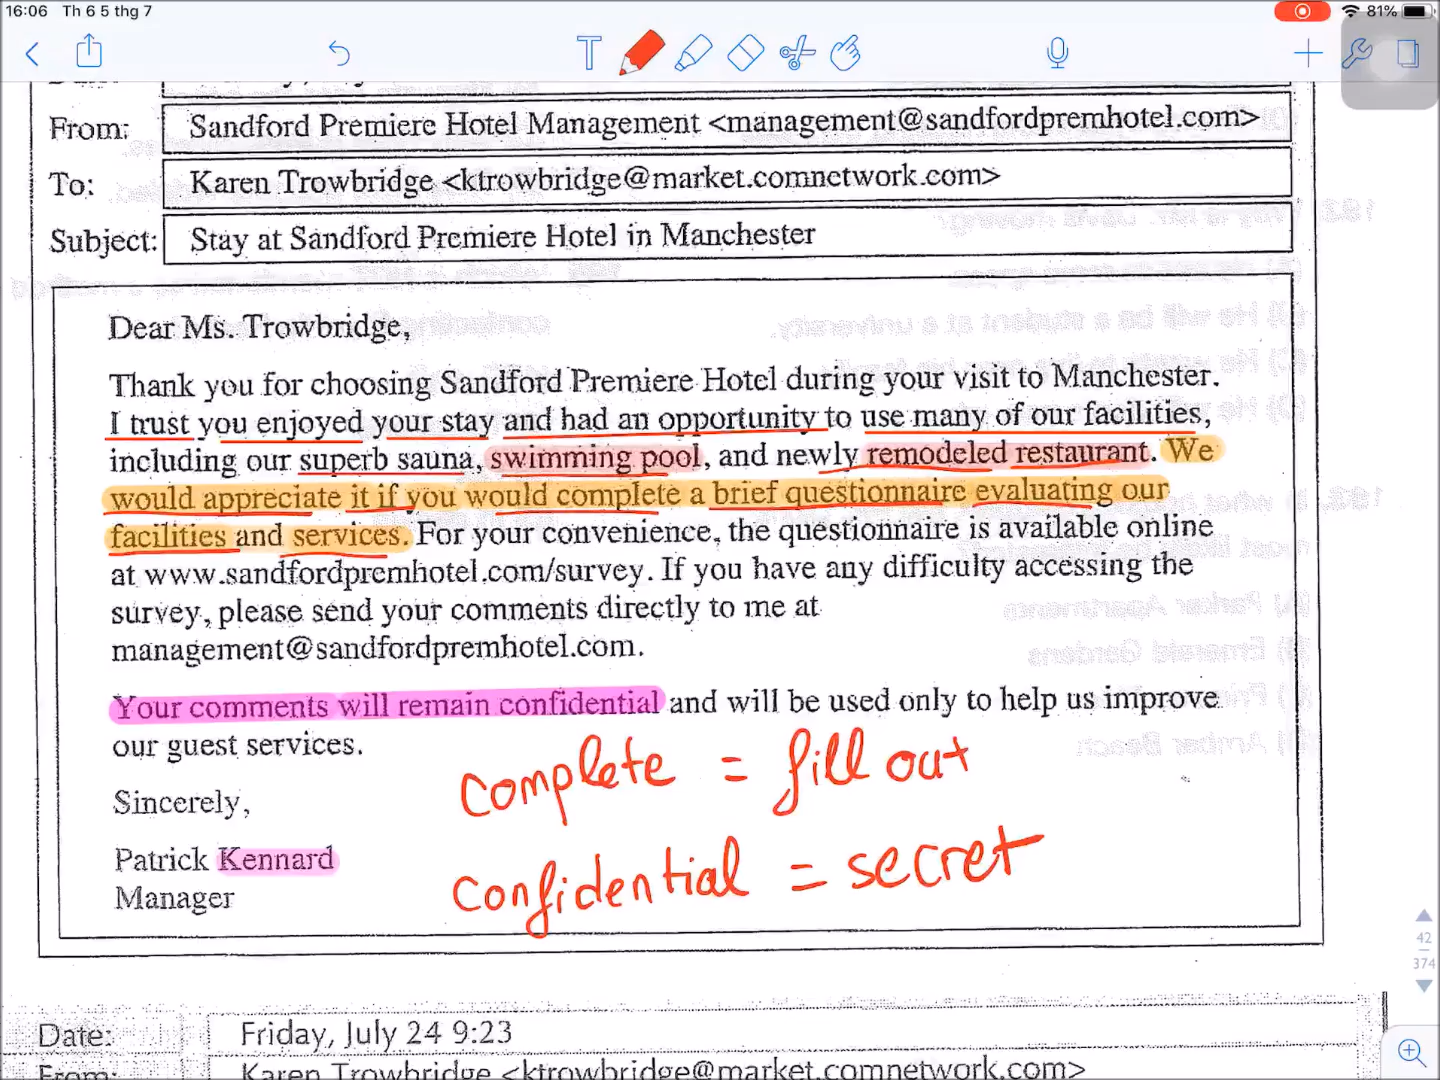 16:06 Th 6 5 thg 7
81%
From: Sandford Premiere Hotel Management <management@sandfordpremhotel.com>
To: Karen Trowbridge <ktrowbridge@market.comnetwork.com>
Subject: Stay at Sandford Premiere Hotel in Manchester
Dear Ms. Trowbridge,
Thank you for choosing Sandford Premiere Hotel during your visit to Manchester.
I trust you enjoyed your stay and had an opportunity to use many of our facilities,
including our superb sauna, swimming pool, and newly remodeled restaurant. We
would appreciate it if you would complete a brief questionnaire evaluating our
facilities and services. For your convenience, the questionnaire is available online
at www.sandfordpremhotel.com/survey. If you have any difficulty accessing the
survey, please send your comments directly to me at
management@sandfordpremhotel.com.
Your comments will remain confidential and will be used only to help us improve
our guest services.
complete = fill out
Sincerely,
Patrick Kennard
confidential = secret
Manager
42
374
Date: Friday, July 24 9:23
From: Karen Trowbridge <ktrowbridge@market.comnetwork.com>